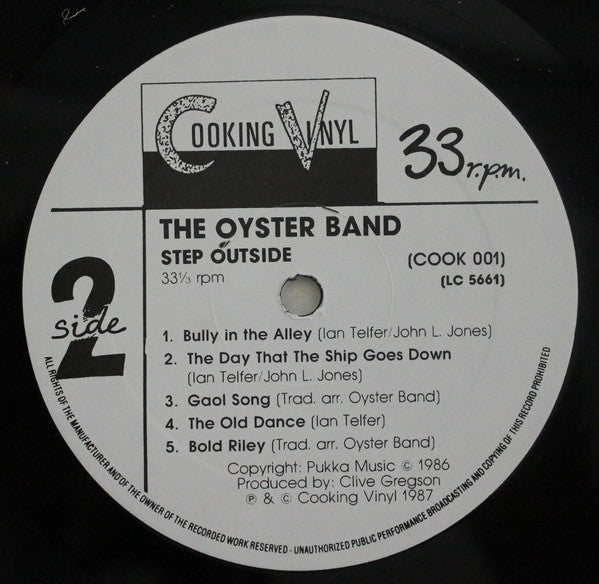 COOKING VINYL
33 r.p.m.
THE OYSTER BAND
STEP OUTSIDE
(COOK 001)
33⅓ rpm
(LC 5661)
side 2
1. Bully in the Alley (Ian Telfer/John L. Jones)
2. The Day That The Ship Goes Down
(Ian Telfer/John L. Jones)
3. Gaol Song (Trad. arr. Oyster Band)
4. The Old Dance (Ian Telfer)
5. Bold Riley (Trad. arr. Oyster Band)
Copyright: Pukka Music © 1986
Produced by: Clive Gregson
℗ & © Cooking Vinyl 1987
ALL RIGHTS OF THE MANUFACTURER AND OF THE OWNER OF THE RECORDED WORK RESERVED - UNAUTHORIZED PUBLIC PERFORMANCE BROADCASTING AND COPYING OF THIS RECORD PROHIBITED